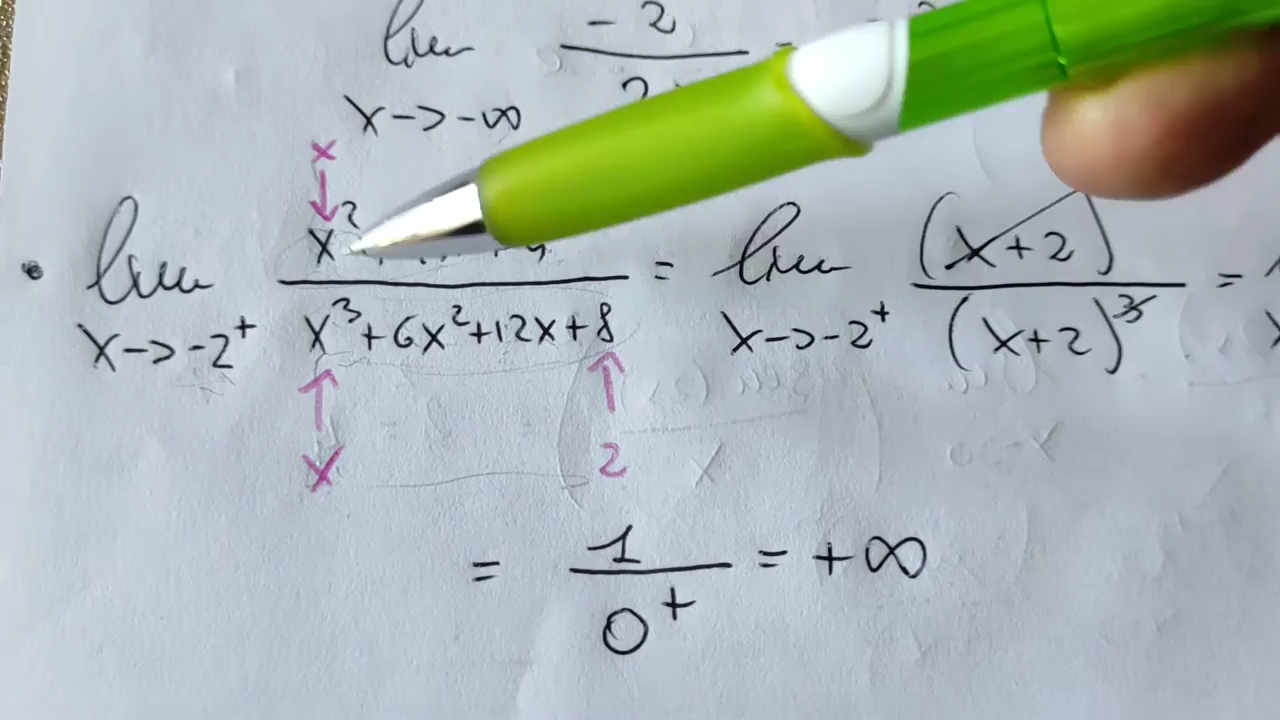 lim -2
x->-∞
x
lim x² = lim (x+2) =
x->-2⁺ x³+6x²+12x+8 x->-2⁺ (x+2)³
x 2
= 1 = +∞
0⁺